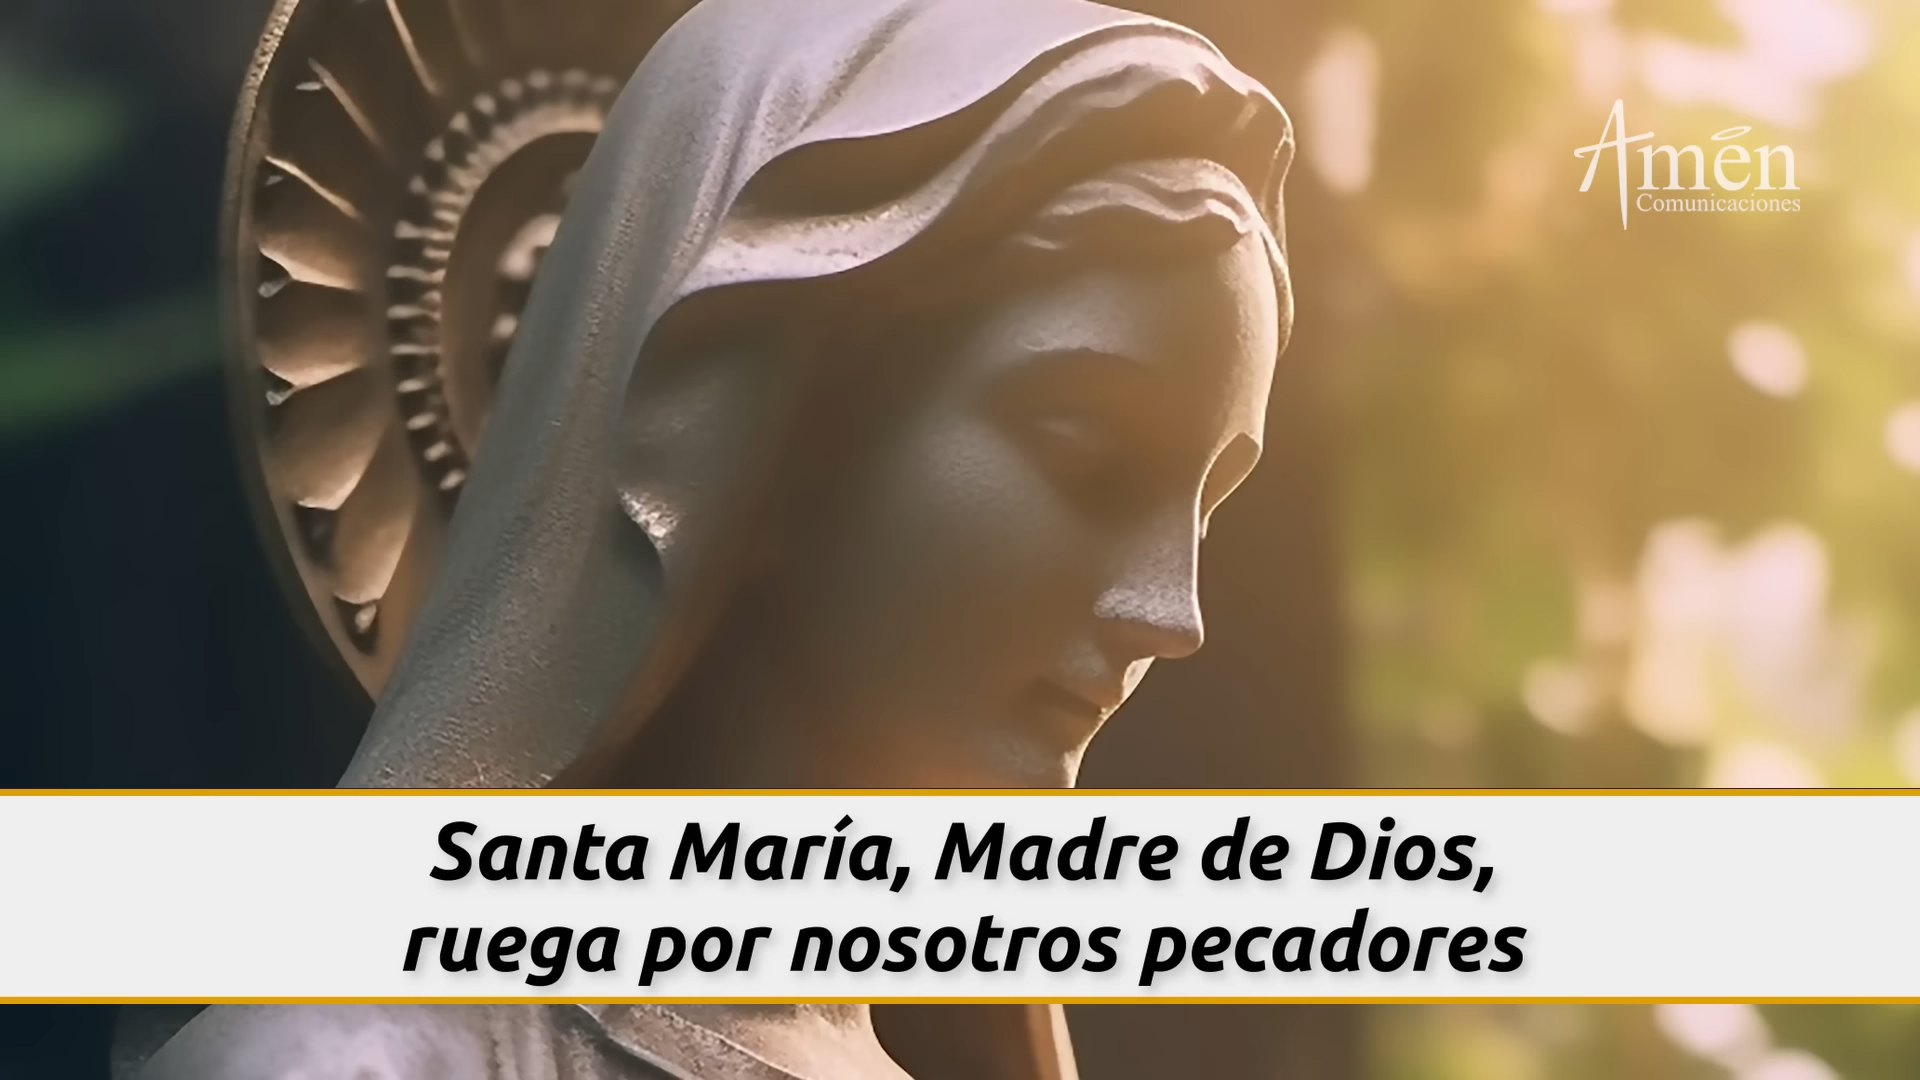 Amén
Comunicaciones
Santa María, Madre de Dios,
ruega por nosotros pecadores